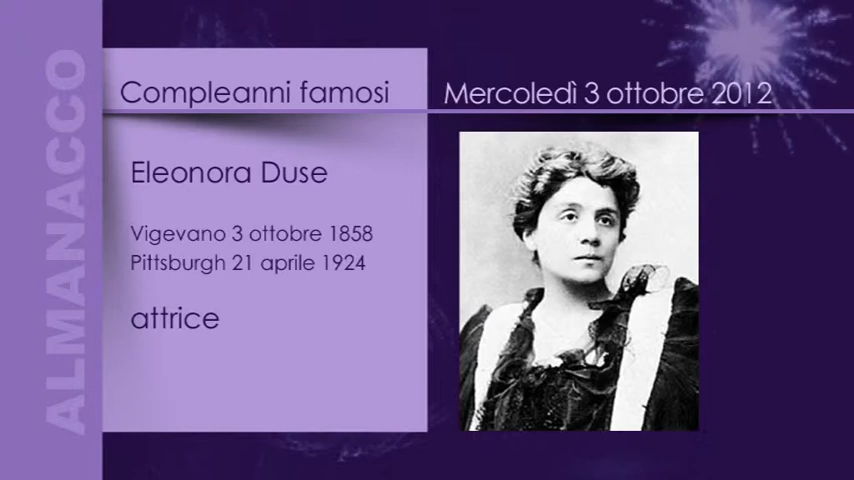 ALMANACCO
Compleanni famosi
Mercoledì 3 ottobre 2012
Eleonora Duse
Vigevano 3 ottobre 1858
Pittsburgh 21 aprile 1924
attrice